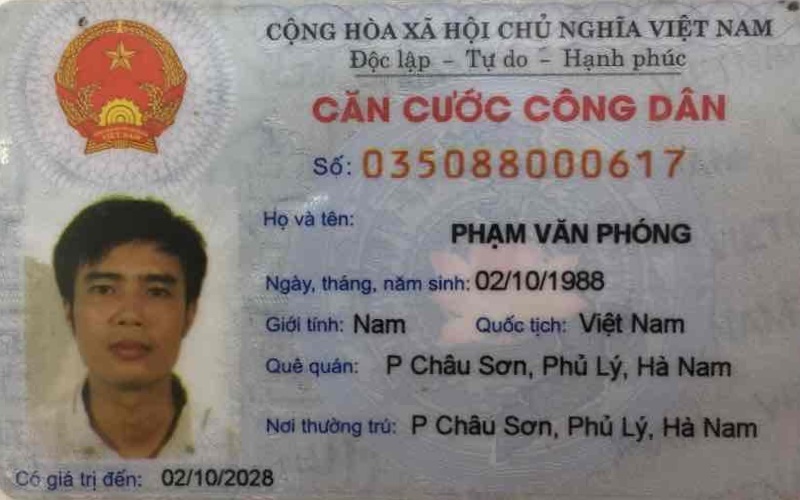 CỘNG HÒA XÃ HỘI CHỦ NGHĨA VIỆT NAM
Độc lập - Tự do - Hạnh phúc
CĂN CƯỚC CÔNG DÂN
Số: 035088000617
Họ và tên: PHẠM VĂN PHÓNG
Ngày, tháng, năm sinh: 02/10/1988
Giới tính: Nam Quốc tịch: Việt Nam
Quê quán: P Châu Sơn, Phủ Lý, Hà Nam
Nơi thường trú: P Châu Sơn, Phủ Lý, Hà Nam
Có giá trị đến: 02/10/2028